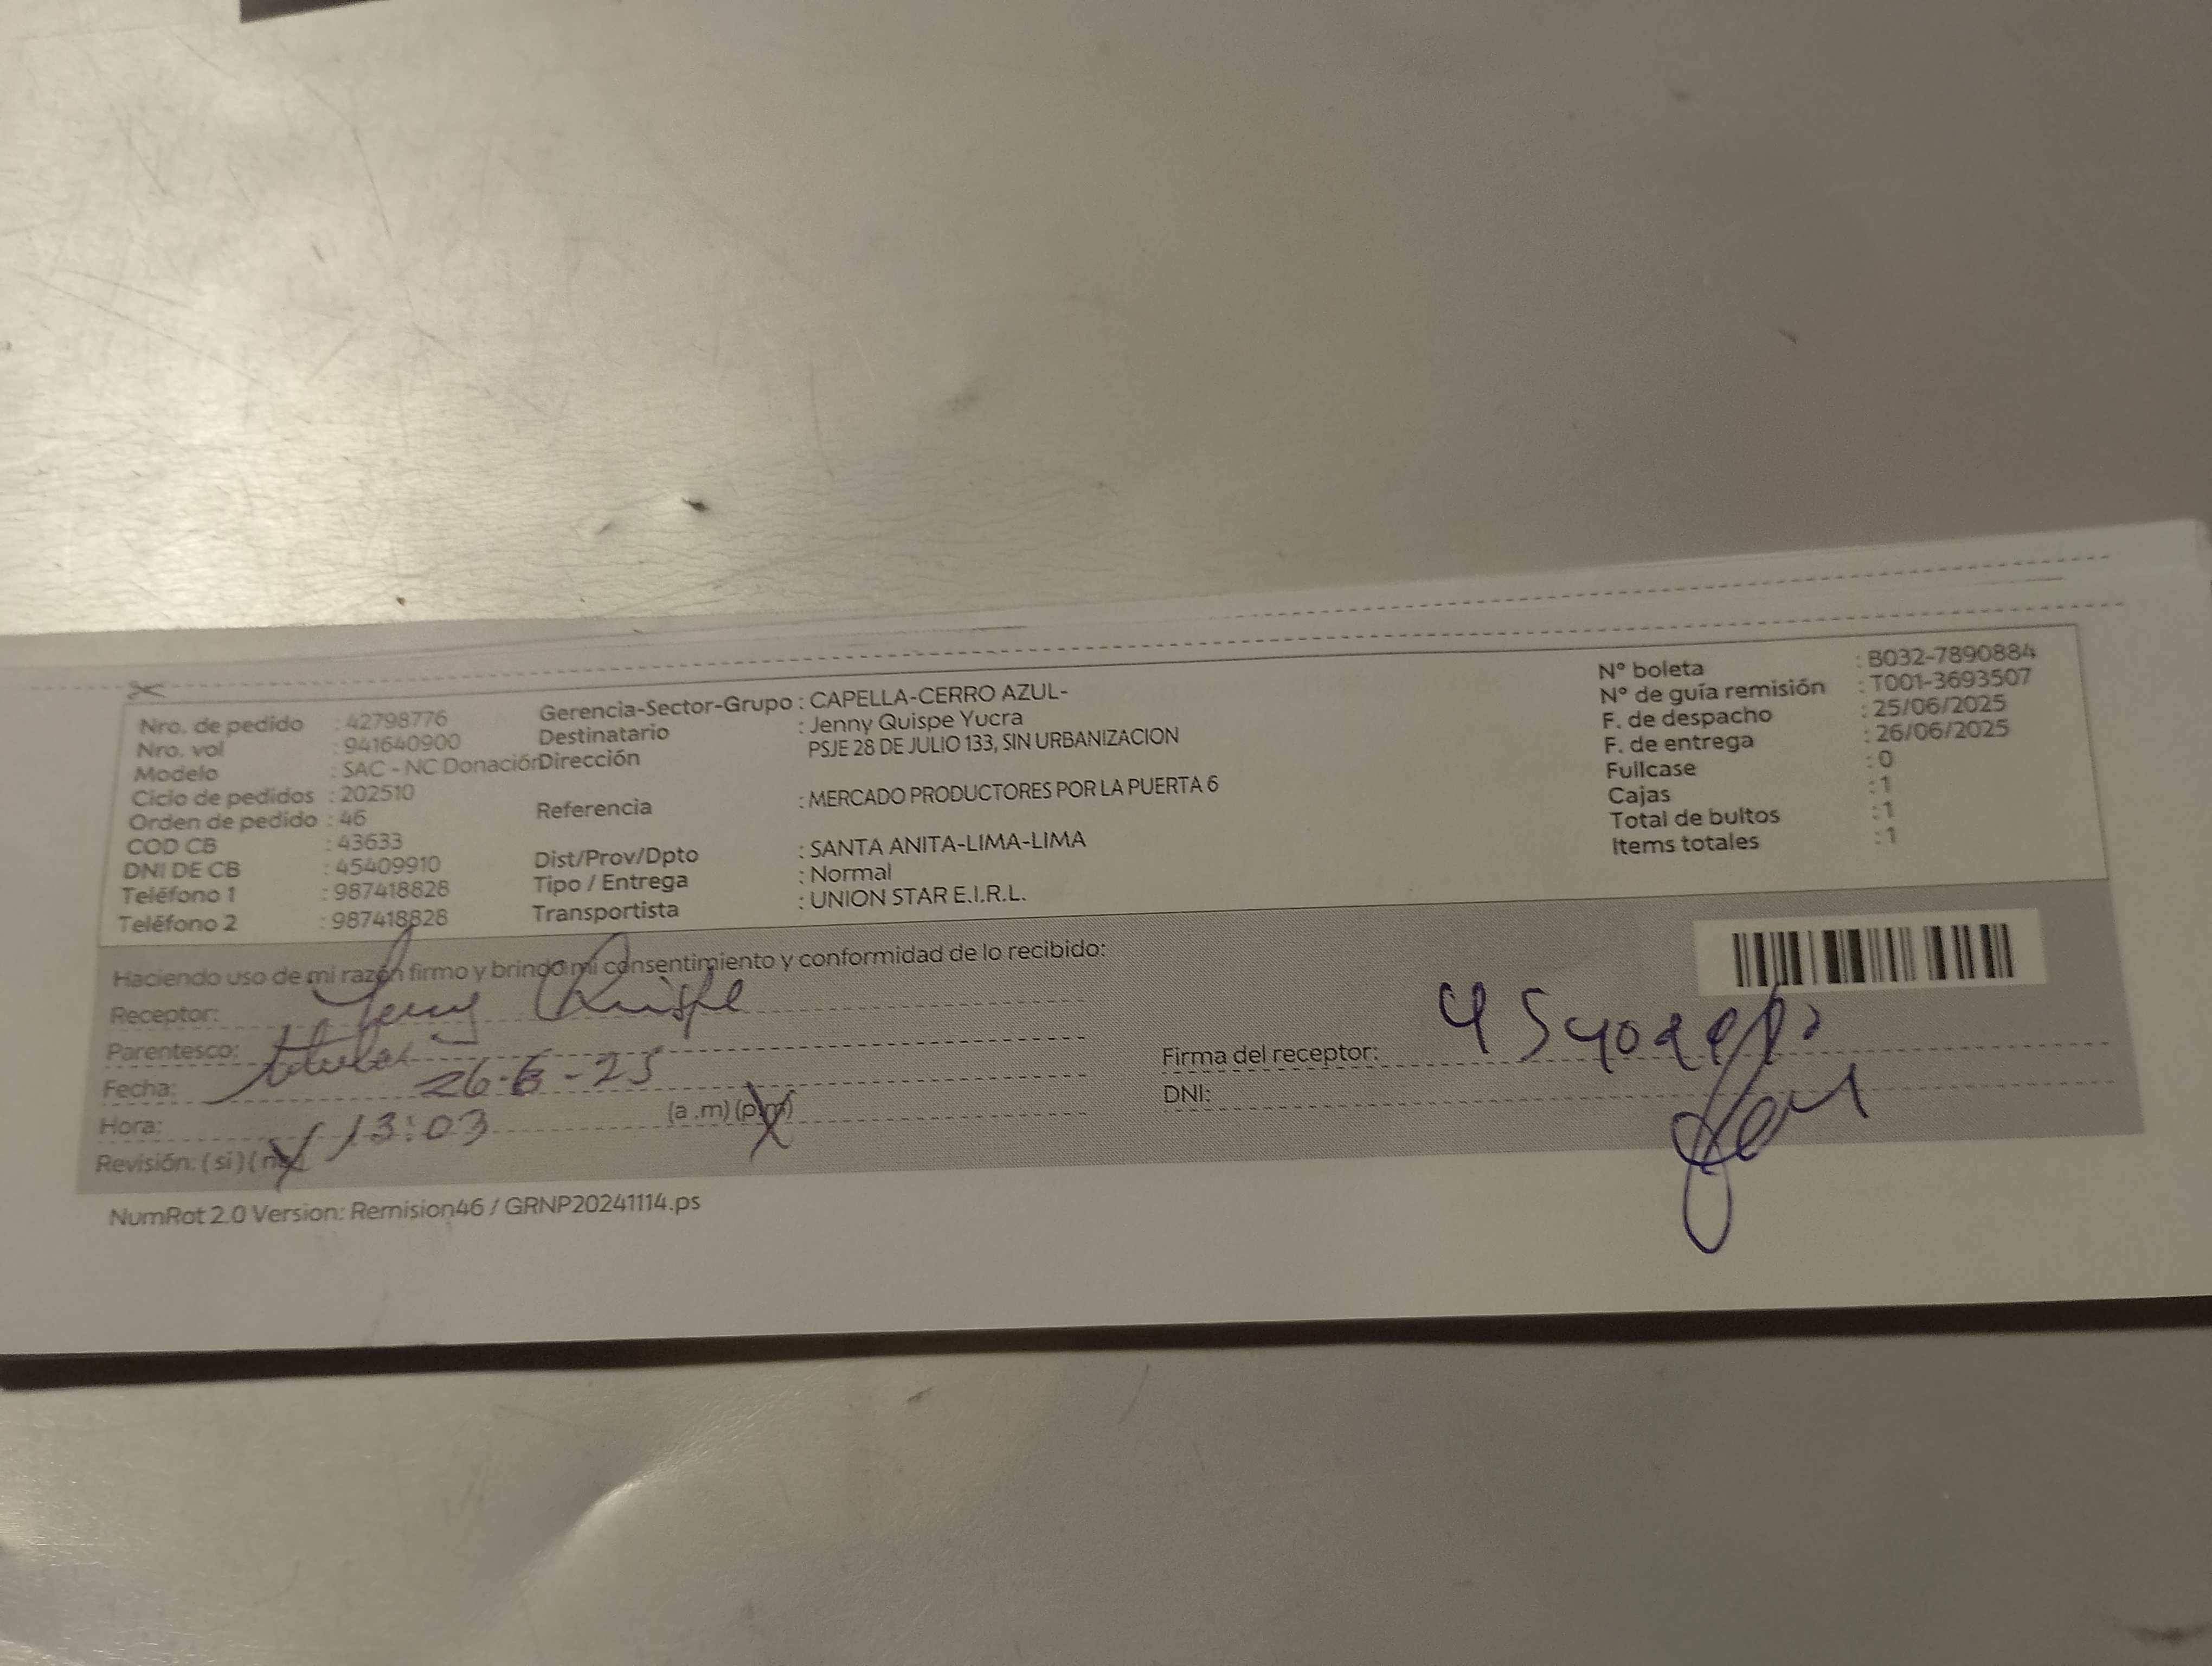 Nro. de pedido : 42798776
Nro. vol : 941640900
Modelo : SAC - NC Donación
Ciclo de pedidos : 202510
Orden de pedido : 46
COD CB : 43633
DNI DE CB : 45409910
Teléfono 1 : 987418828
Teléfono 2 : 987418828
Gerencia-Sector-Grupo : CAPELLA-CERRO AZUL-
Destinatario : Jenny Quispe Yucra
Dirección PSJE 28 DE JULIO 133, SIN URBANIZACION
Referencia : MERCADO PRODUCTORES POR LA PUERTA 6
Dist/Prov/Dpto : SANTA ANITA-LIMA-LIMA
Tipo / Entrega : Normal
Transportista : UNION STAR E.I.R.L.
N° boleta : B032-7890884
N° de guía remisión : T001-3693507
F. de despacho : 25/06/2025
F. de entrega : 26/06/2025
Fullcase : 0
Cajas : 1
Total de bultos : 1
Items totales : 1
Haciendo uso de mi razón firmo y brindo mi consentimiento y conformidad de lo recibido:
Receptor: Jenny Quispe
Parentesco: titular
Fecha: 26-6-25
Hora: 13:03 (a.m) (p.m)
Revisión: (si) (no)
Firma del receptor:
DNI:
NumRot 2.0 Version: Remision46 / GRNP20241114.ps